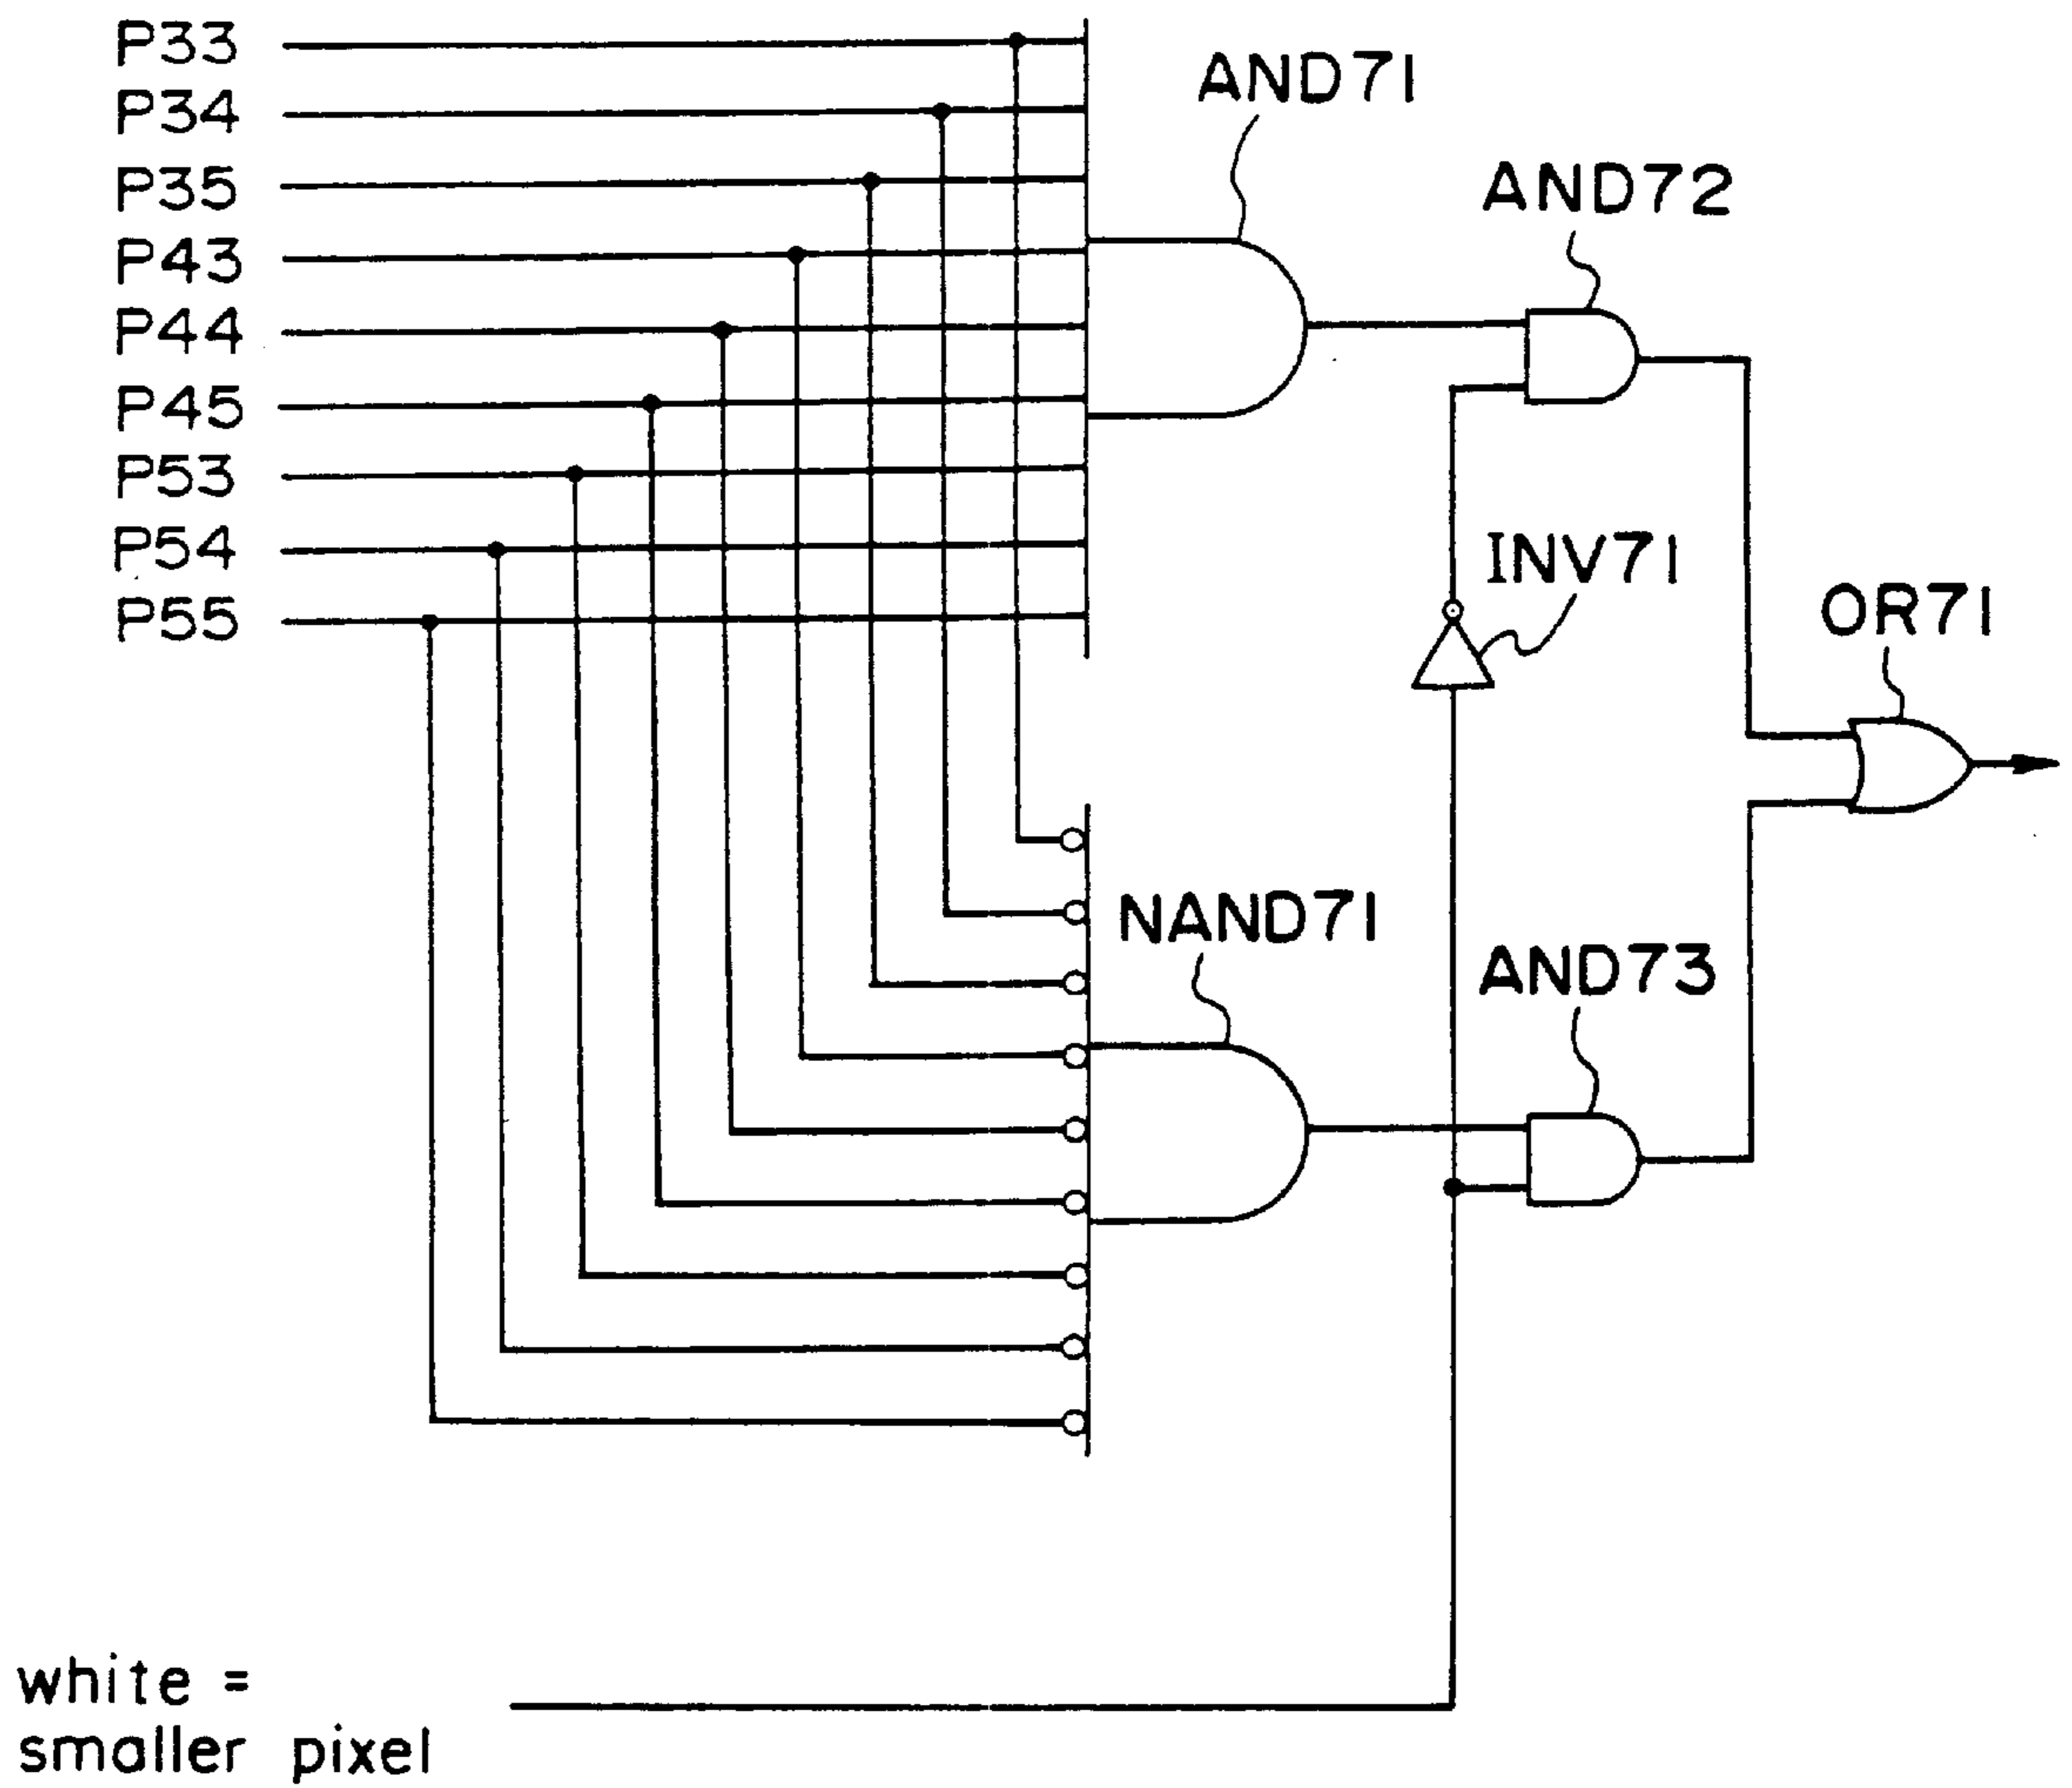 P33
P34
P35
P43
P44
P45
P53
P54
P55
AND71
AND72
INV71
OR71
NAND71
AND73
white =
smaller pixel